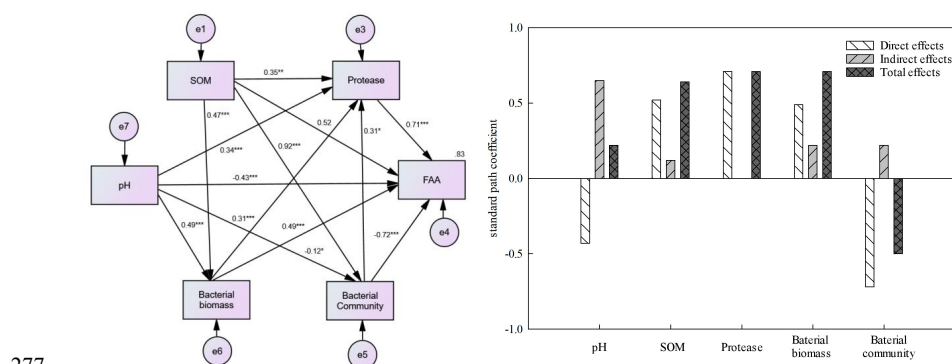 e1
e3
SOM
0.35**
Protease
e7
0.47***
0.52
0.31*
0.71***
0.34***
0.92***
.83
pH
-0.43***
FAA
0.49***
0.31***
0.49***
-0.72***
e4
-0.12*
Bacterial
biomass
Bacterial
Community
e6
e5
277
1.0
0.5
0.0
-0.5
-1.0
standard path coefficient
Direct effects
Indirect effects
Total effects
pH
SOM
Protease
Baterial
biomass
Baterial
community